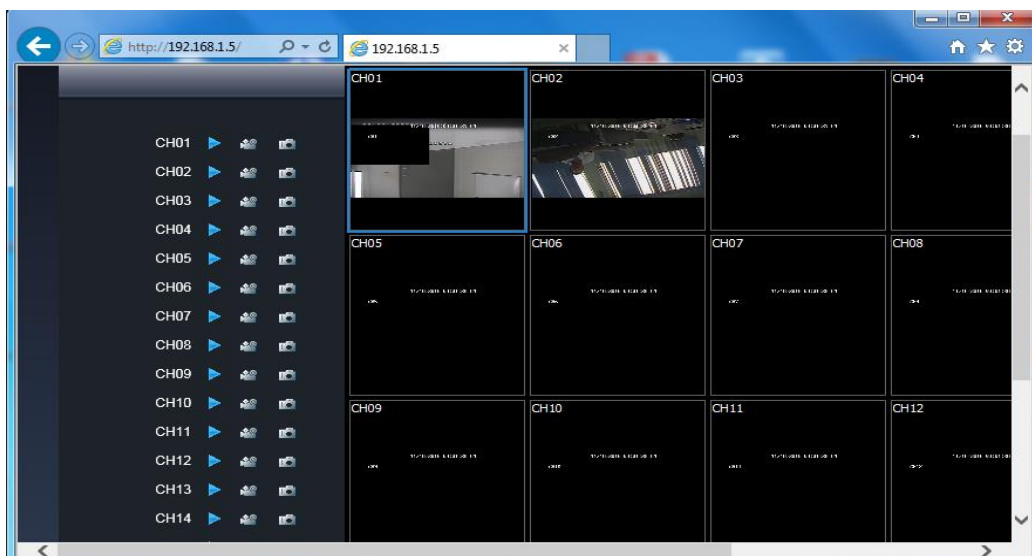 http://192.168.1.5/
192.168.1.5
CH01
CH02
CH03
CH04
CH05
CH06
CH07
CH08
CH09
CH10
CH11
CH12
CH13
CH14
CH01 CH02 CH03 CH04
CH05 CH06 CH07 CH08
CH09 CH10 CH11 CH12